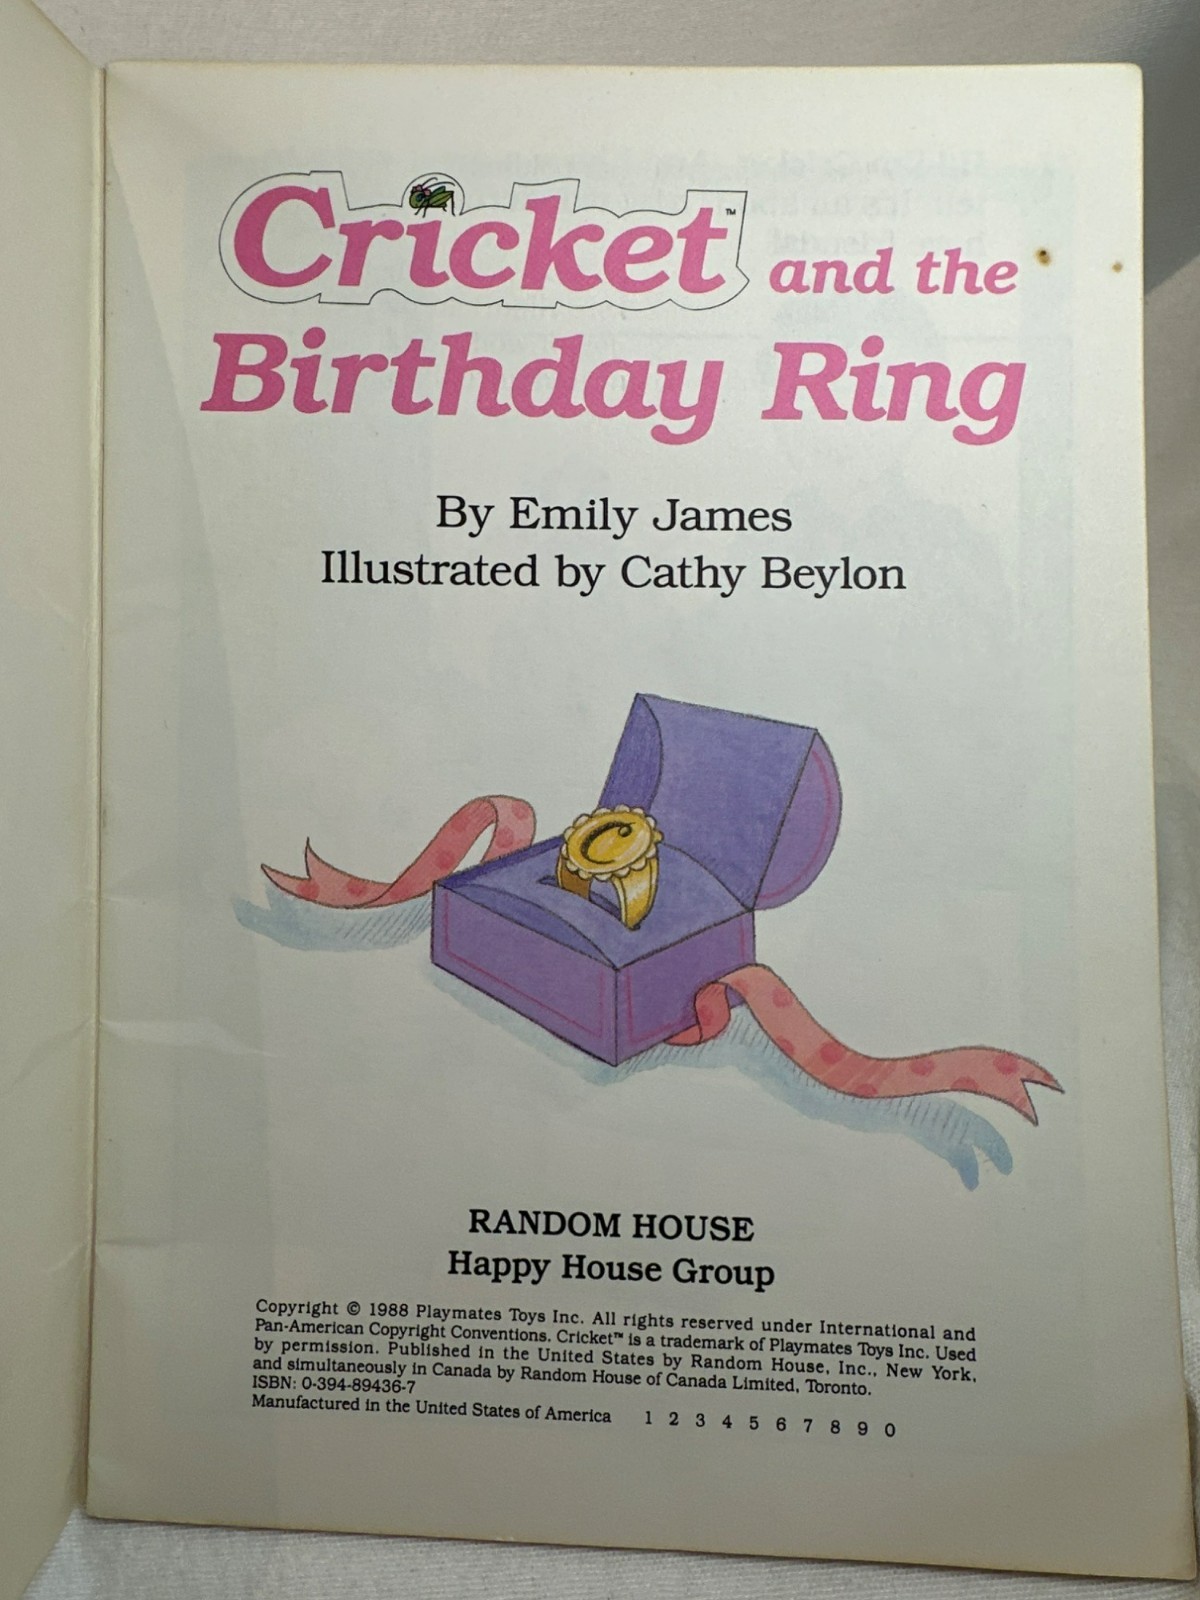 Cricket™ and the
Birthday Ring
By Emily James
Illustrated by Cathy Beylon
C
RANDOM HOUSE
Happy House Group
Copyright © 1988 Playmates Toys Inc. All rights reserved under International and
Pan-American Copyright Conventions. Cricket™ is a trademark of Playmates Toys Inc. Used
by permission. Published in the United States by Random House, Inc., New York,
and simultaneously in Canada by Random House of Canada Limited, Toronto.
ISBN: 0-394-89436-7
Manufactured in the United States of America 1 2 3 4 5 6 7 8 9 0